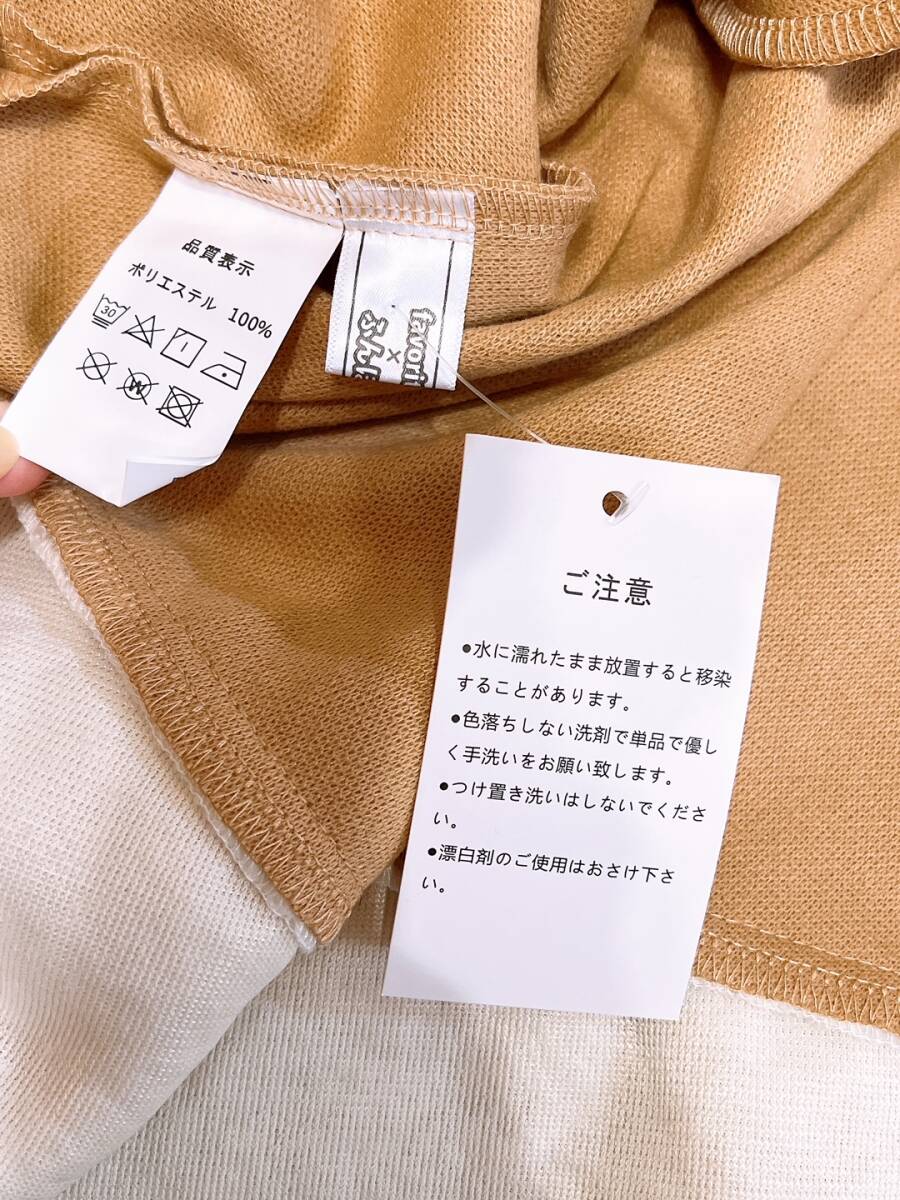 品質表示
ポリエステル 100%
30
favori
×
ご注意
●水に濡れたまま放置すると移染
することがあります。
●色落ちしない洗剤で単品で優し
く手洗いをお願い致します。
●つけ置き洗いはしないでくださ
い。
●漂白剤のご使用はおさけ下さ
い。